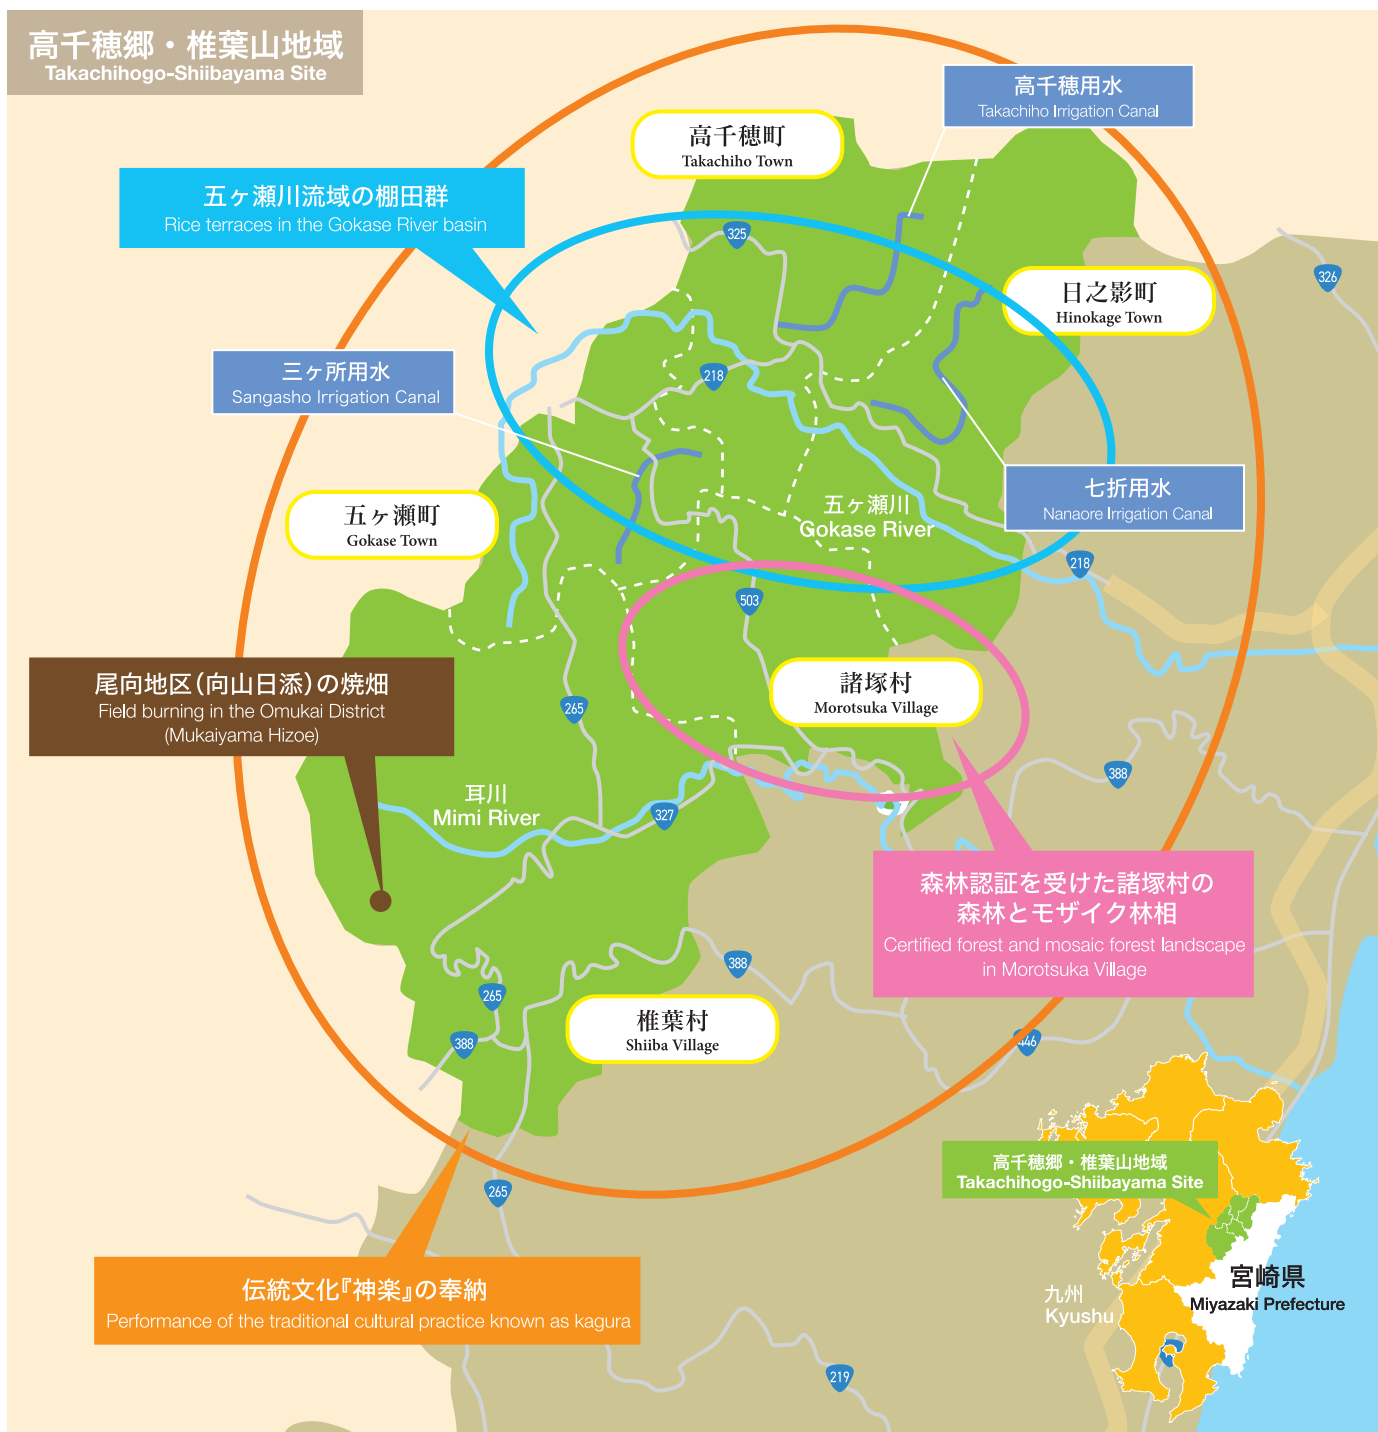 高千穂郷・椎葉山地域
Takachihogo-Shiibayama Site
高千穂用水
Takachiho Irrigation Canal
高千穂町
Takachiho Town
五ヶ瀬川流域の棚田群
Rice terraces in the Gokase River basin
325
326
日之影町
Hinokage Town
三ヶ所用水
Sangasho Irrigation Canal
218
七折用水
Nanaore Irrigation Canal
五ヶ瀬川
Gokase River
五ヶ瀬町
Gokase Town
218
503
尾向地区(向山日添)の焼畑
Field burning in the Omukai District
(Mukaiyama Hizoe)
諸塚村
Morotsuka Village
265
388
耳川
Mimi River
327
森林認証を受けた諸塚村の
森林とモザイク林相
Certified forest and mosaic forest landscape
in Morotsuka Village
388
265
388
椎葉村
Shiiba Village
446
高千穂郷・椎葉山地域
Takachihogo-Shiibayama Site
265
伝統文化『神楽』の奉納
Performance of the traditional cultural practice known as kagura
九州
Kyushu
宮崎県
Miyazaki Prefecture
219